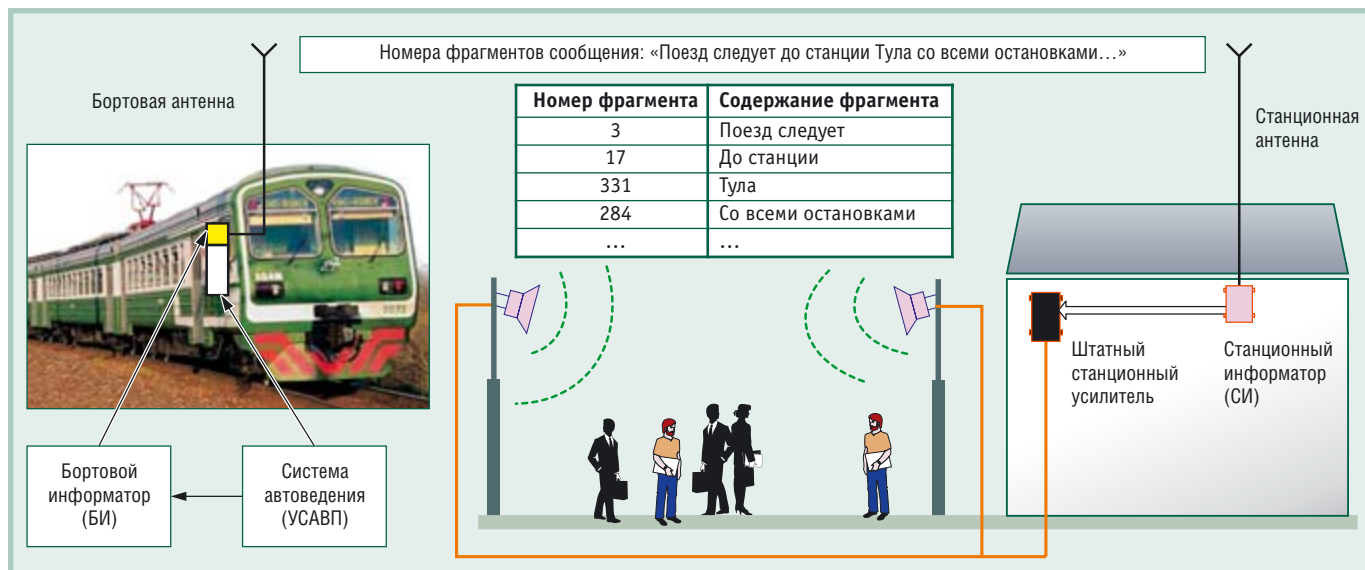 Номера фрагментов сообщения: «Поезд следует до станции Тула со всеми остановками…»
Бортовая антенна
Номер фрагмента Содержание фрагмента
3 Поезд следует
17 До станции
331 Тула
284 Со всеми остановками
… …
Станционная
антенна
Штатный
станционный
усилитель
Станционный
информатор
(СИ)
Бортовой
информатор
(БИ)
Система
автоведения
(УСАВП)